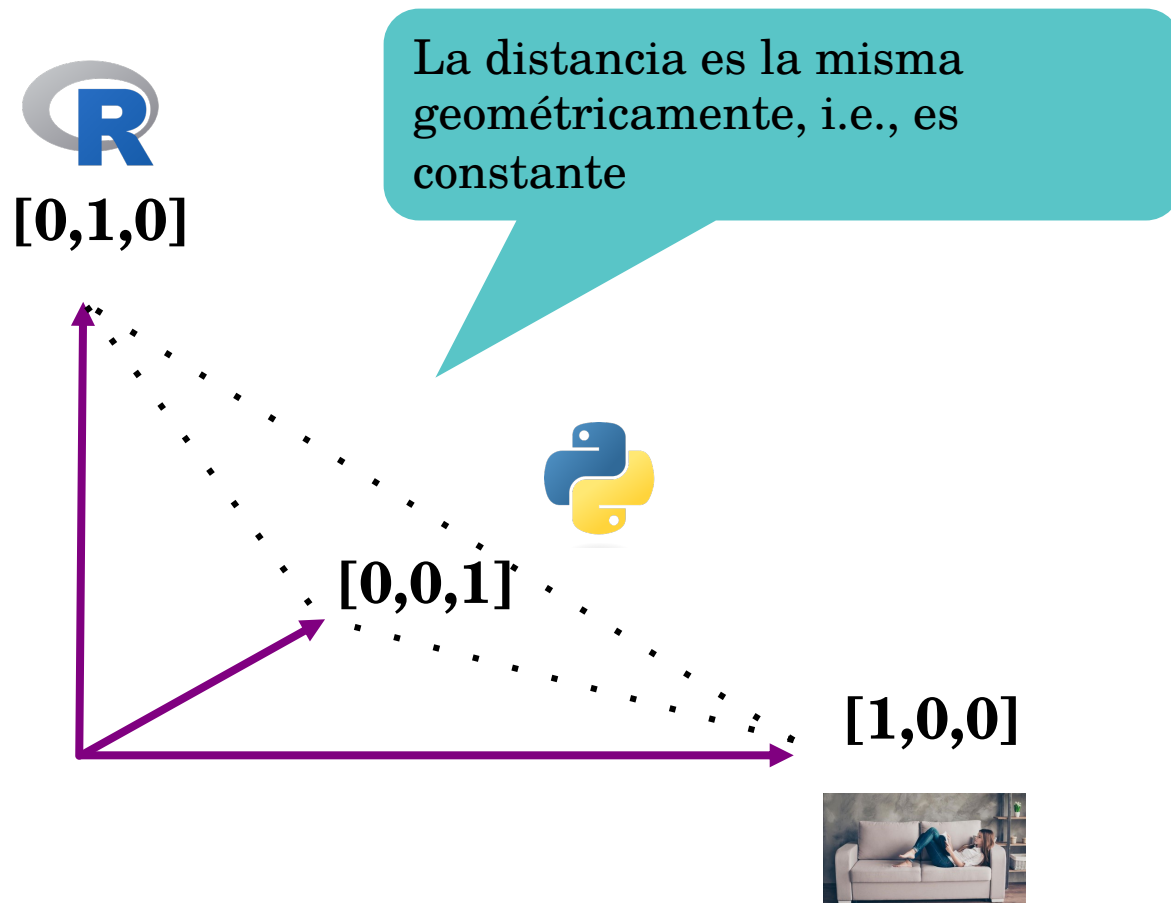 La distancia es la misma
geométricamente, i.e., es
constante
R
[0,1,0]
[0,0,1]
[1,0,0]